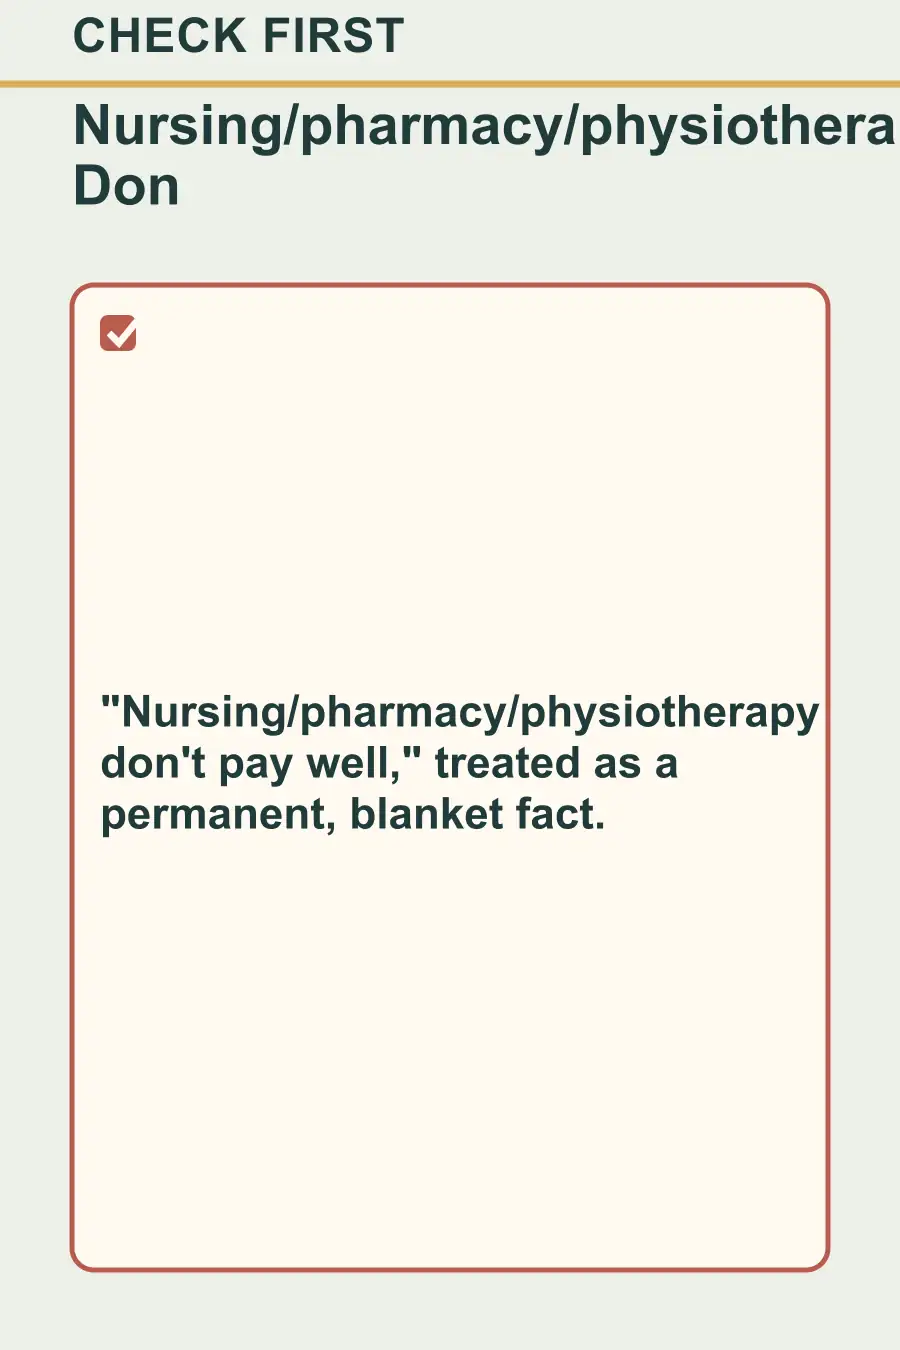 CHECK FIRST
Nursing/pharmacy/physiothera
Don
"Nursing/pharmacy/physiotherapy
don't pay well," treated as a
permanent, blanket fact.